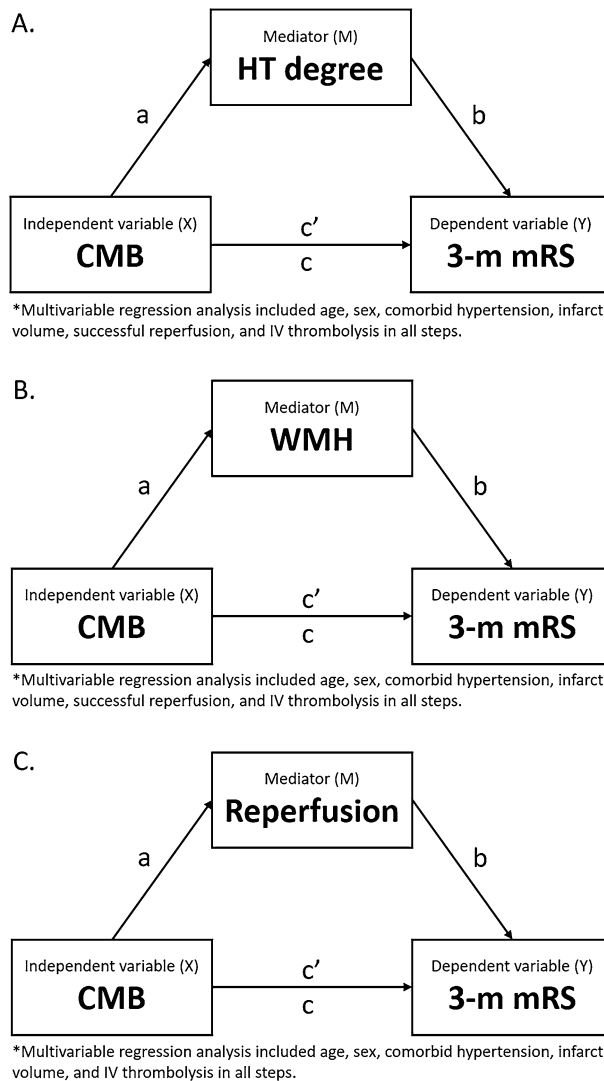 A.
Mediator (M)
HT degree
a
b
Independent variable (X)
CMB
c’
c
Dependent variable (Y)
3-m mRS
*Multivariable regression analysis included age, sex, comorbid hypertension, infarct
volume, successful reperfusion, and IV thrombolysis in all steps.
B.
Mediator (M)
WMH
a
b
Independent variable (X)
CMB
c’
c
Dependent variable (Y)
3-m mRS
*Multivariable regression analysis included age, sex, comorbid hypertension, infarct
volume, successful reperfusion, and IV thrombolysis in all steps.
C.
Mediator (M)
Reperfusion
a
b
Independent variable (X)
CMB
c’
c
Dependent variable (Y)
3-m mRS
*Multivariable regression analysis included age, sex, comorbid hypertension, infarct
volume, and IV thrombolysis in all steps.